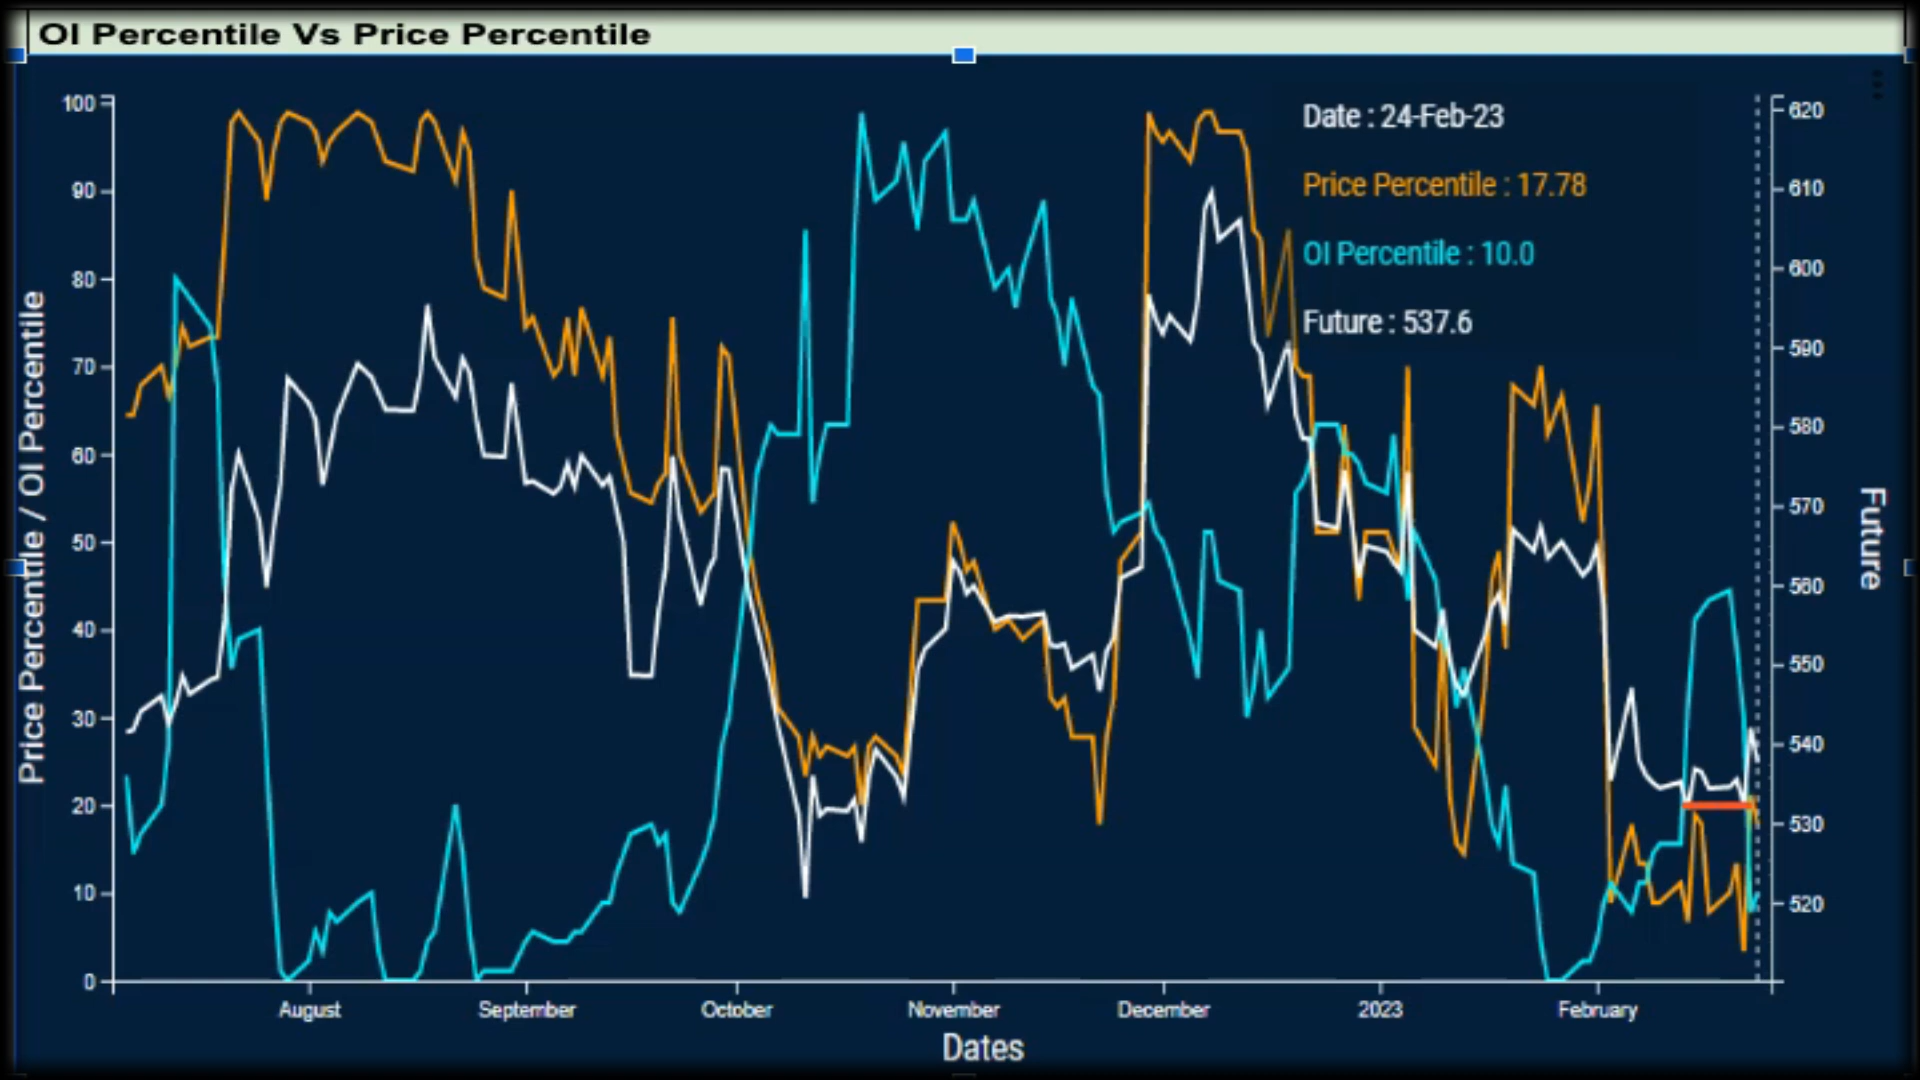 OI Percentile Vs Price Percentile
Date : 24-Feb-23
Price Percentile : 17.78
OI Percentile : 10.0
Future : 537.6
100
90
80
70
60
50
40
30
20
10
0
Price Percentile / OI Percentile
620
610
600
590
580
570
560
550
540
530
520
Future
August
September
October
November
December
2023
February
Dates